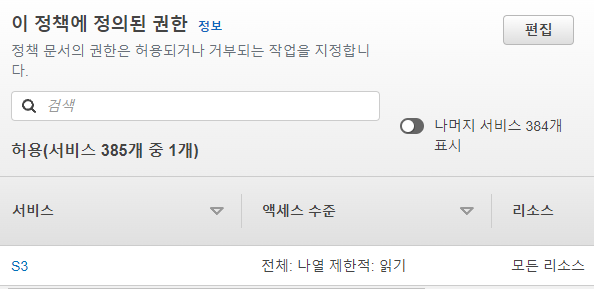 이 정책에 정의된 권한 정보
편집
정책 문서의 권한은 허용되거나 거부되는 작업을 지정합니
다.
검색
나머지 서비스 384개
표시
허용(서비스 385개 중 1개)
서비스 액세스 수준 리소스
S3 전체: 나열 제한적: 읽기 모든 리소스